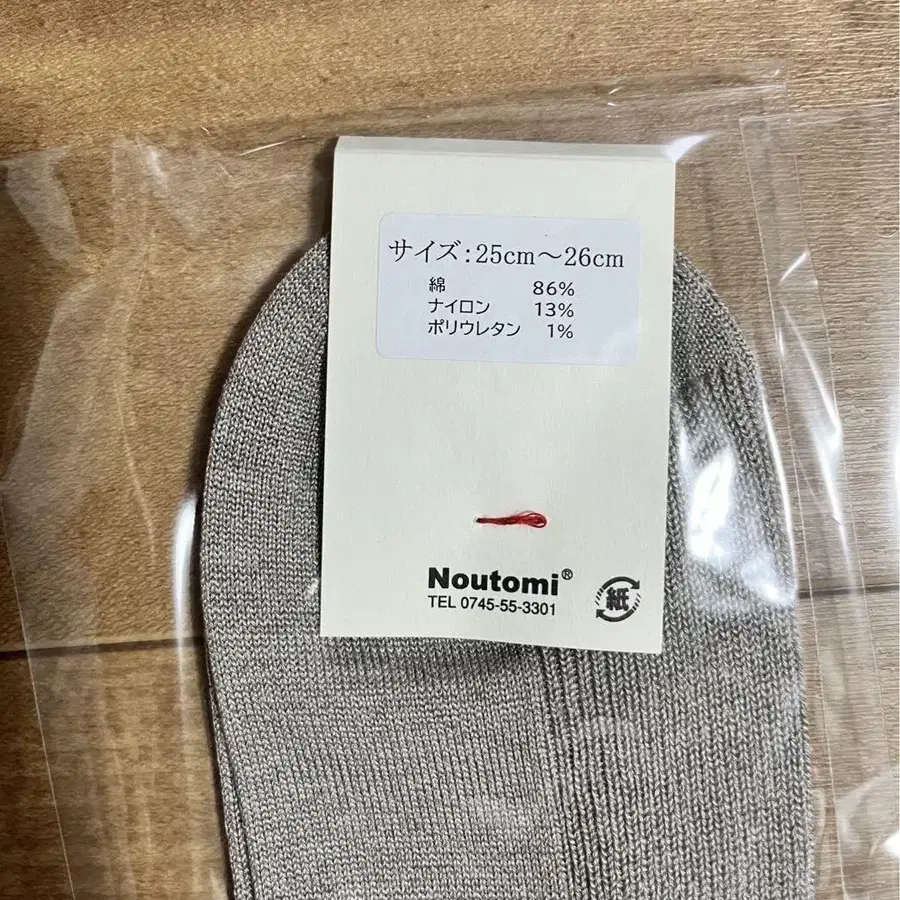 サイズ:25cm～26cm
綿 86%
ナイロン 13%
ポリウレタン 1%
Noutomi®
TEL 0745-55-3301
紙